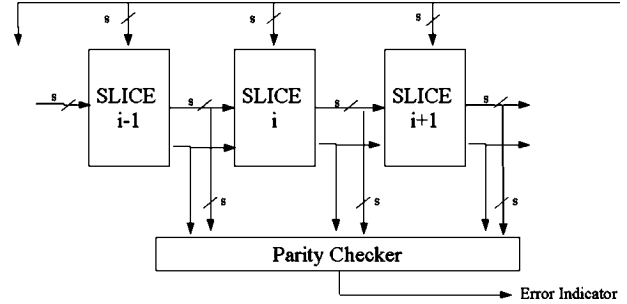 s s s
s SLICE i-1 s SLICE i s SLICE i+1 s
s s s
Parity Checker
Error Indicator